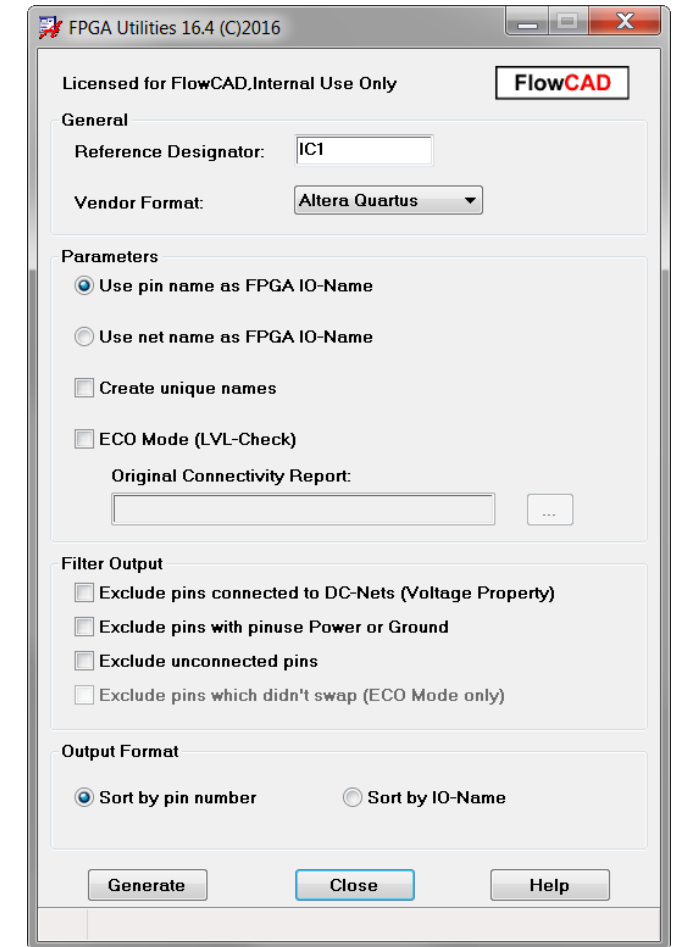 FPGA Utilities 16.4 (C)2016
Licensed for FlowCAD,Internal Use Only
FlowCAD
General
Reference Designator: IC1
Vendor Format: Altera Quartus
Parameters
Use pin name as FPGA IO-Name
Use net name as FPGA IO-Name
Create unique names
ECO Mode (LVL-Check)
Original Connectivity Report:
...
Filter Output
Exclude pins connected to DC-Nets (Voltage Property)
Exclude pins with pinuse Power or Ground
Exclude unconnected pins
Exclude pins which didn't swap (ECO Mode only)
Output Format
Sort by pin number Sort by IO-Name
Generate Close Help